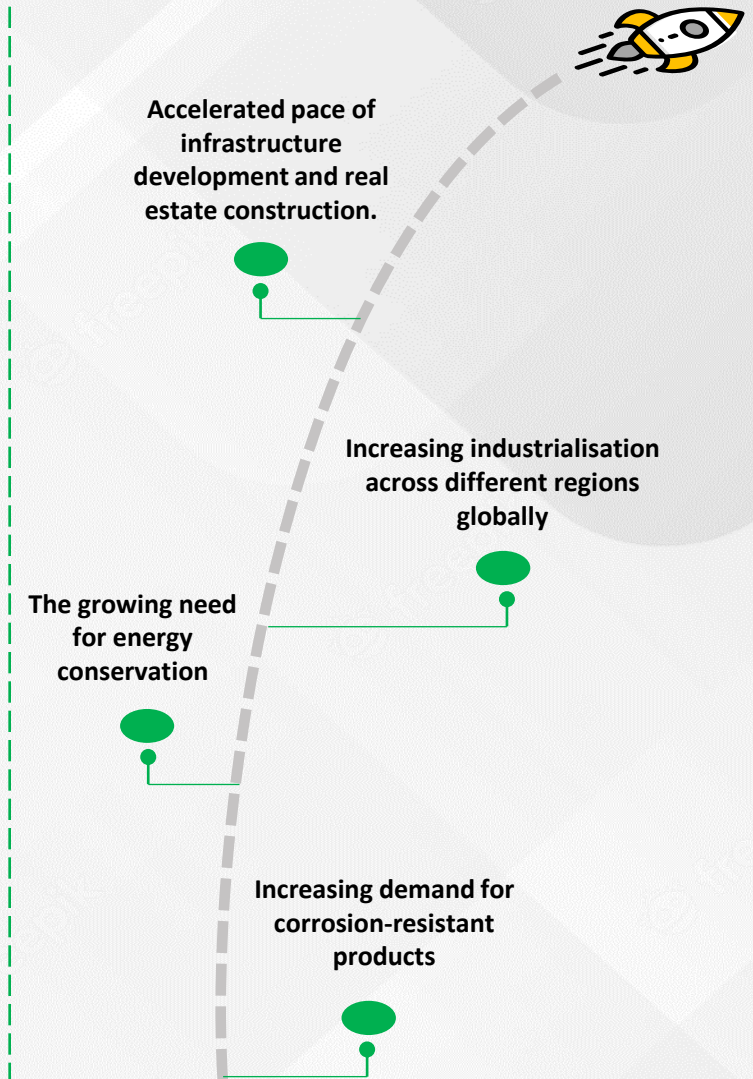 Accelerated pace of
infrastructure
development and real
estate construction.
Increasing industrialisation
across different regions
globally
The growing need
for energy
conservation
Increasing demand for
corrosion-resistant
products
freepik